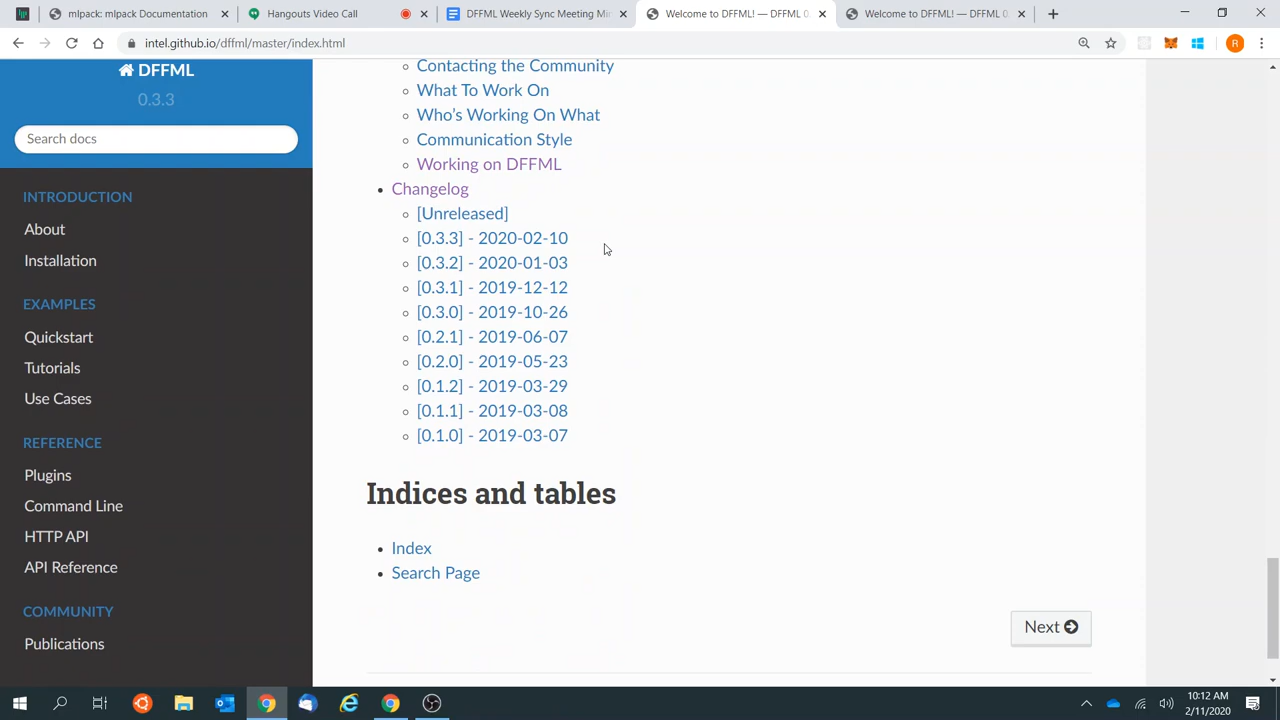 mlpack: mlpack Documentation
Hangouts Video Call
DFFML Weekly Sync Meeting Min
Welcome to DFFML! — DFFML 0.
Welcome to DFFML! — DFFML 0.
intel.github.io/dffml/master/index.html
R
DFFML
0.3.3
Search docs
INTRODUCTION
About
Installation
EXAMPLES
Quickstart
Tutorials
Use Cases
REFERENCE
Plugins
Command Line
HTTP API
API Reference
COMMUNITY
Publications
Contacting the Community
What To Work On
Who's Working On What
Communication Style
Working on DFFML
Changelog
[Unreleased]
[0.3.3] - 2020-02-10
[0.3.2] - 2020-01-03
[0.3.1] - 2019-12-12
[0.3.0] - 2019-10-26
[0.2.1] - 2019-06-07
[0.2.0] - 2019-05-23
[0.1.2] - 2019-03-29
[0.1.1] - 2019-03-08
[0.1.0] - 2019-03-07
Indices and tables
Index
Search Page
Next
10:12 AM
2/11/2020